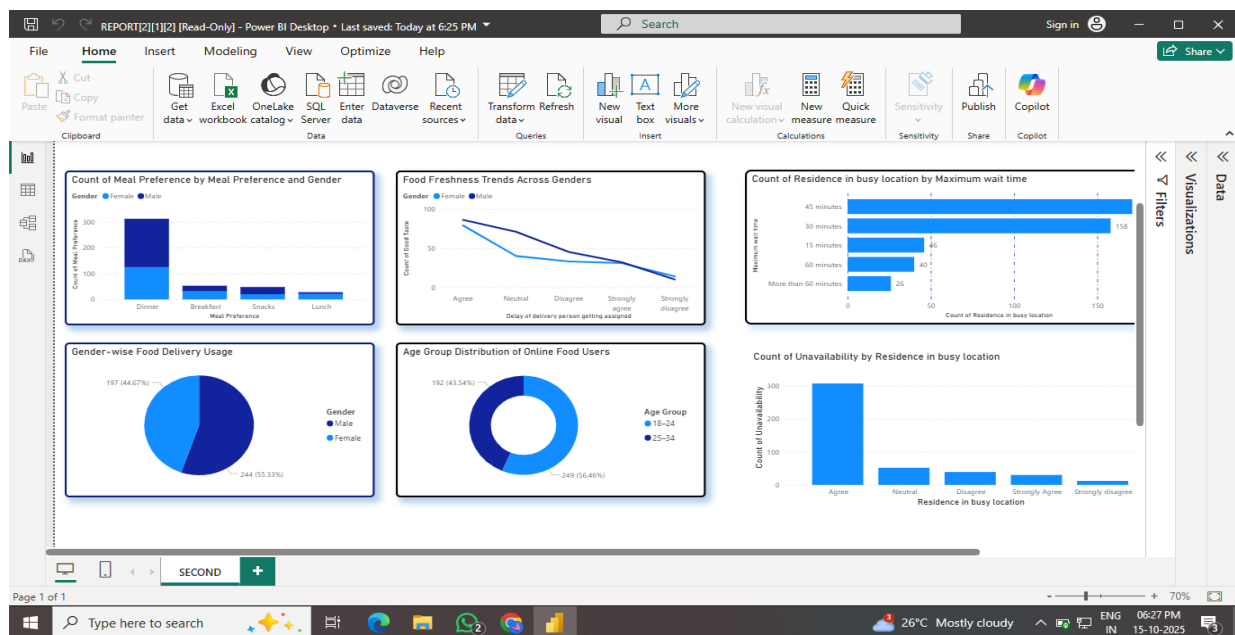 REPORT[2][1][2] [Read-Only] - Power BI Desktop • Last saved: Today at 6:25 PM
Search
Sign in
File Home Insert Modeling View Optimize Help
Share
Paste
Cut
Copy
Format painter
Clipboard
Get data
Excel workbook
OneLake catalog
SQL Server
Enter data
Dataverse
Recent sources
Data
Transform data
Refresh
Queries
New visual
Text box
More visuals
Insert
New visual calculation
New measure
Quick measure
Calculations
Sensitivity
Sensitivity
Publish
Share
Copilot
Copilot
Count of Meal Preference by Meal Preference and Gender
Gender Female Male
Count of Meal Preference
300
200
100
0
Dinner Breakfast Snacks Lunch
Meal Preference
Food Freshness Trends Across Genders
Gender Female Male
Count of Good Taste
100
50
0
Agree Neutral Disagree Strongly agree Strongly disagree
Delay of delivery person getting assigned
Count of Residence in busy location by Maximum wait time
Maximum wait time
45 minutes
30 minutes 158
15 minutes 46
60 minutes 40
More than 60 minutes 26
0 50 100 150
Count of Residence in busy location
Gender-wise Food Delivery Usage
197 (44.67%)
244 (55.33%)
Gender
Male
Female
Age Group Distribution of Online Food Users
192 (43.54%)
249 (56.46%)
Age Group
18–24
25–34
Count of Unavailability by Residence in busy location
Count of Unavailability
300
200
100
0
Agree Neutral Disagree Strongly Agree Strongly disagree
Residence in busy location
Filters
Visualizations
Data
SECOND
Page 1 of 1
- + 70%
Type here to search
2
3
26°C Mostly cloudy
ENG
IN
06:27 PM
15-10-2025
3